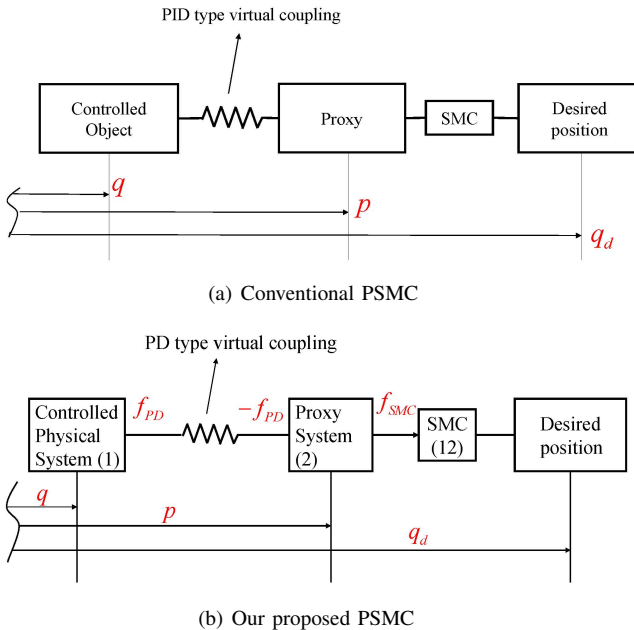 PID type virtual coupling
Controlled
Object
Proxy
SMC
Desired
position
q
p
q_d
(a) Conventional PSMC
PD type virtual coupling
Controlled
Physical
System (1)
f_PD
−f_PD
Proxy
System
(2)
f_SMC
SMC
(12)
Desired
position
q
p
q_d
(b) Our proposed PSMC